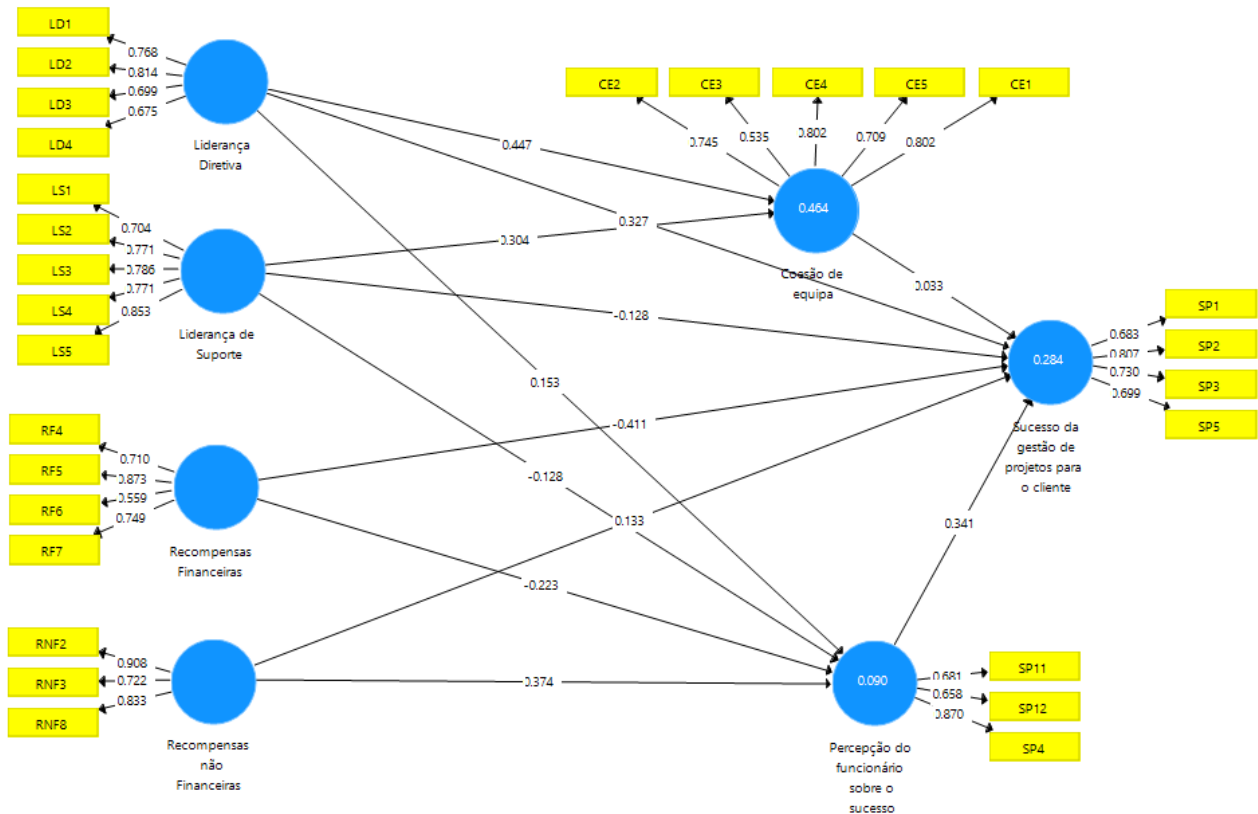 LD1
0.768
LD2
0.814
LD3
0.699
LD4
0.675
Liderança
Diretiva
LS1
0.704
LS2
0.771
LS3
0.786
LS4
0.771
LS5
0.853
Liderança de
Suporte
RF4
0.710
RF5
0.873
RF6
0.559
RF7
0.749
Recompensas
Financeiras
RNF2
0.908
RNF3
0.722
RNF8
0.833
Recompensas
não
Financeiras
0.447
0.327
0.304
-0.128
0.153
-0.411
-0.128
0.133
-0.223
0.374
CE2
CE3
CE4
CE5
CE1
0.745
0.535
0.802
0.709
0.802
0.464
Coesão de
equipa
0.033
0.284
Sucesso da
gestão de
projetos para
o cliente
SP1
0.683
SP2
0.807
SP3
0.730
SP5
0.699
0.341
0.090
Percepção do
funcionário
sobre o
sucesso
SP11
0.681
SP12
0.658
SP4
0.870